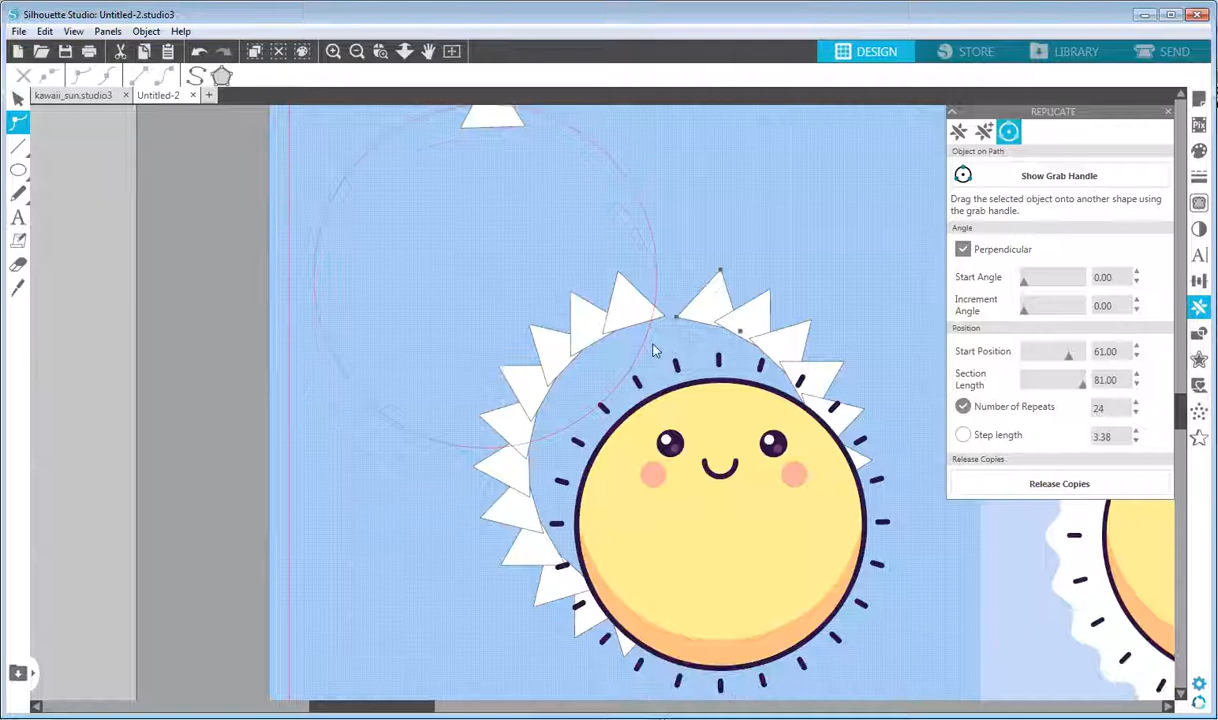 Silhouette Studio: Untitled-2.studio3
File Edit View Panels Object Help
DESIGN STORE LIBRARY SEND
kawaii_sun.studio3 Untitled-2
REPLICATE
Pix
Object on Path
Show Grab Handle
Drag the selected object onto another shape using
the grab handle.
Angle
Perpendicular
Start Angle 0.00
Increment
Angle 0.00
Position
Start Position 61.00
Section
Length 81.00
Number of Repeats 24
Step length 3.38
Release Copies
Release Copies